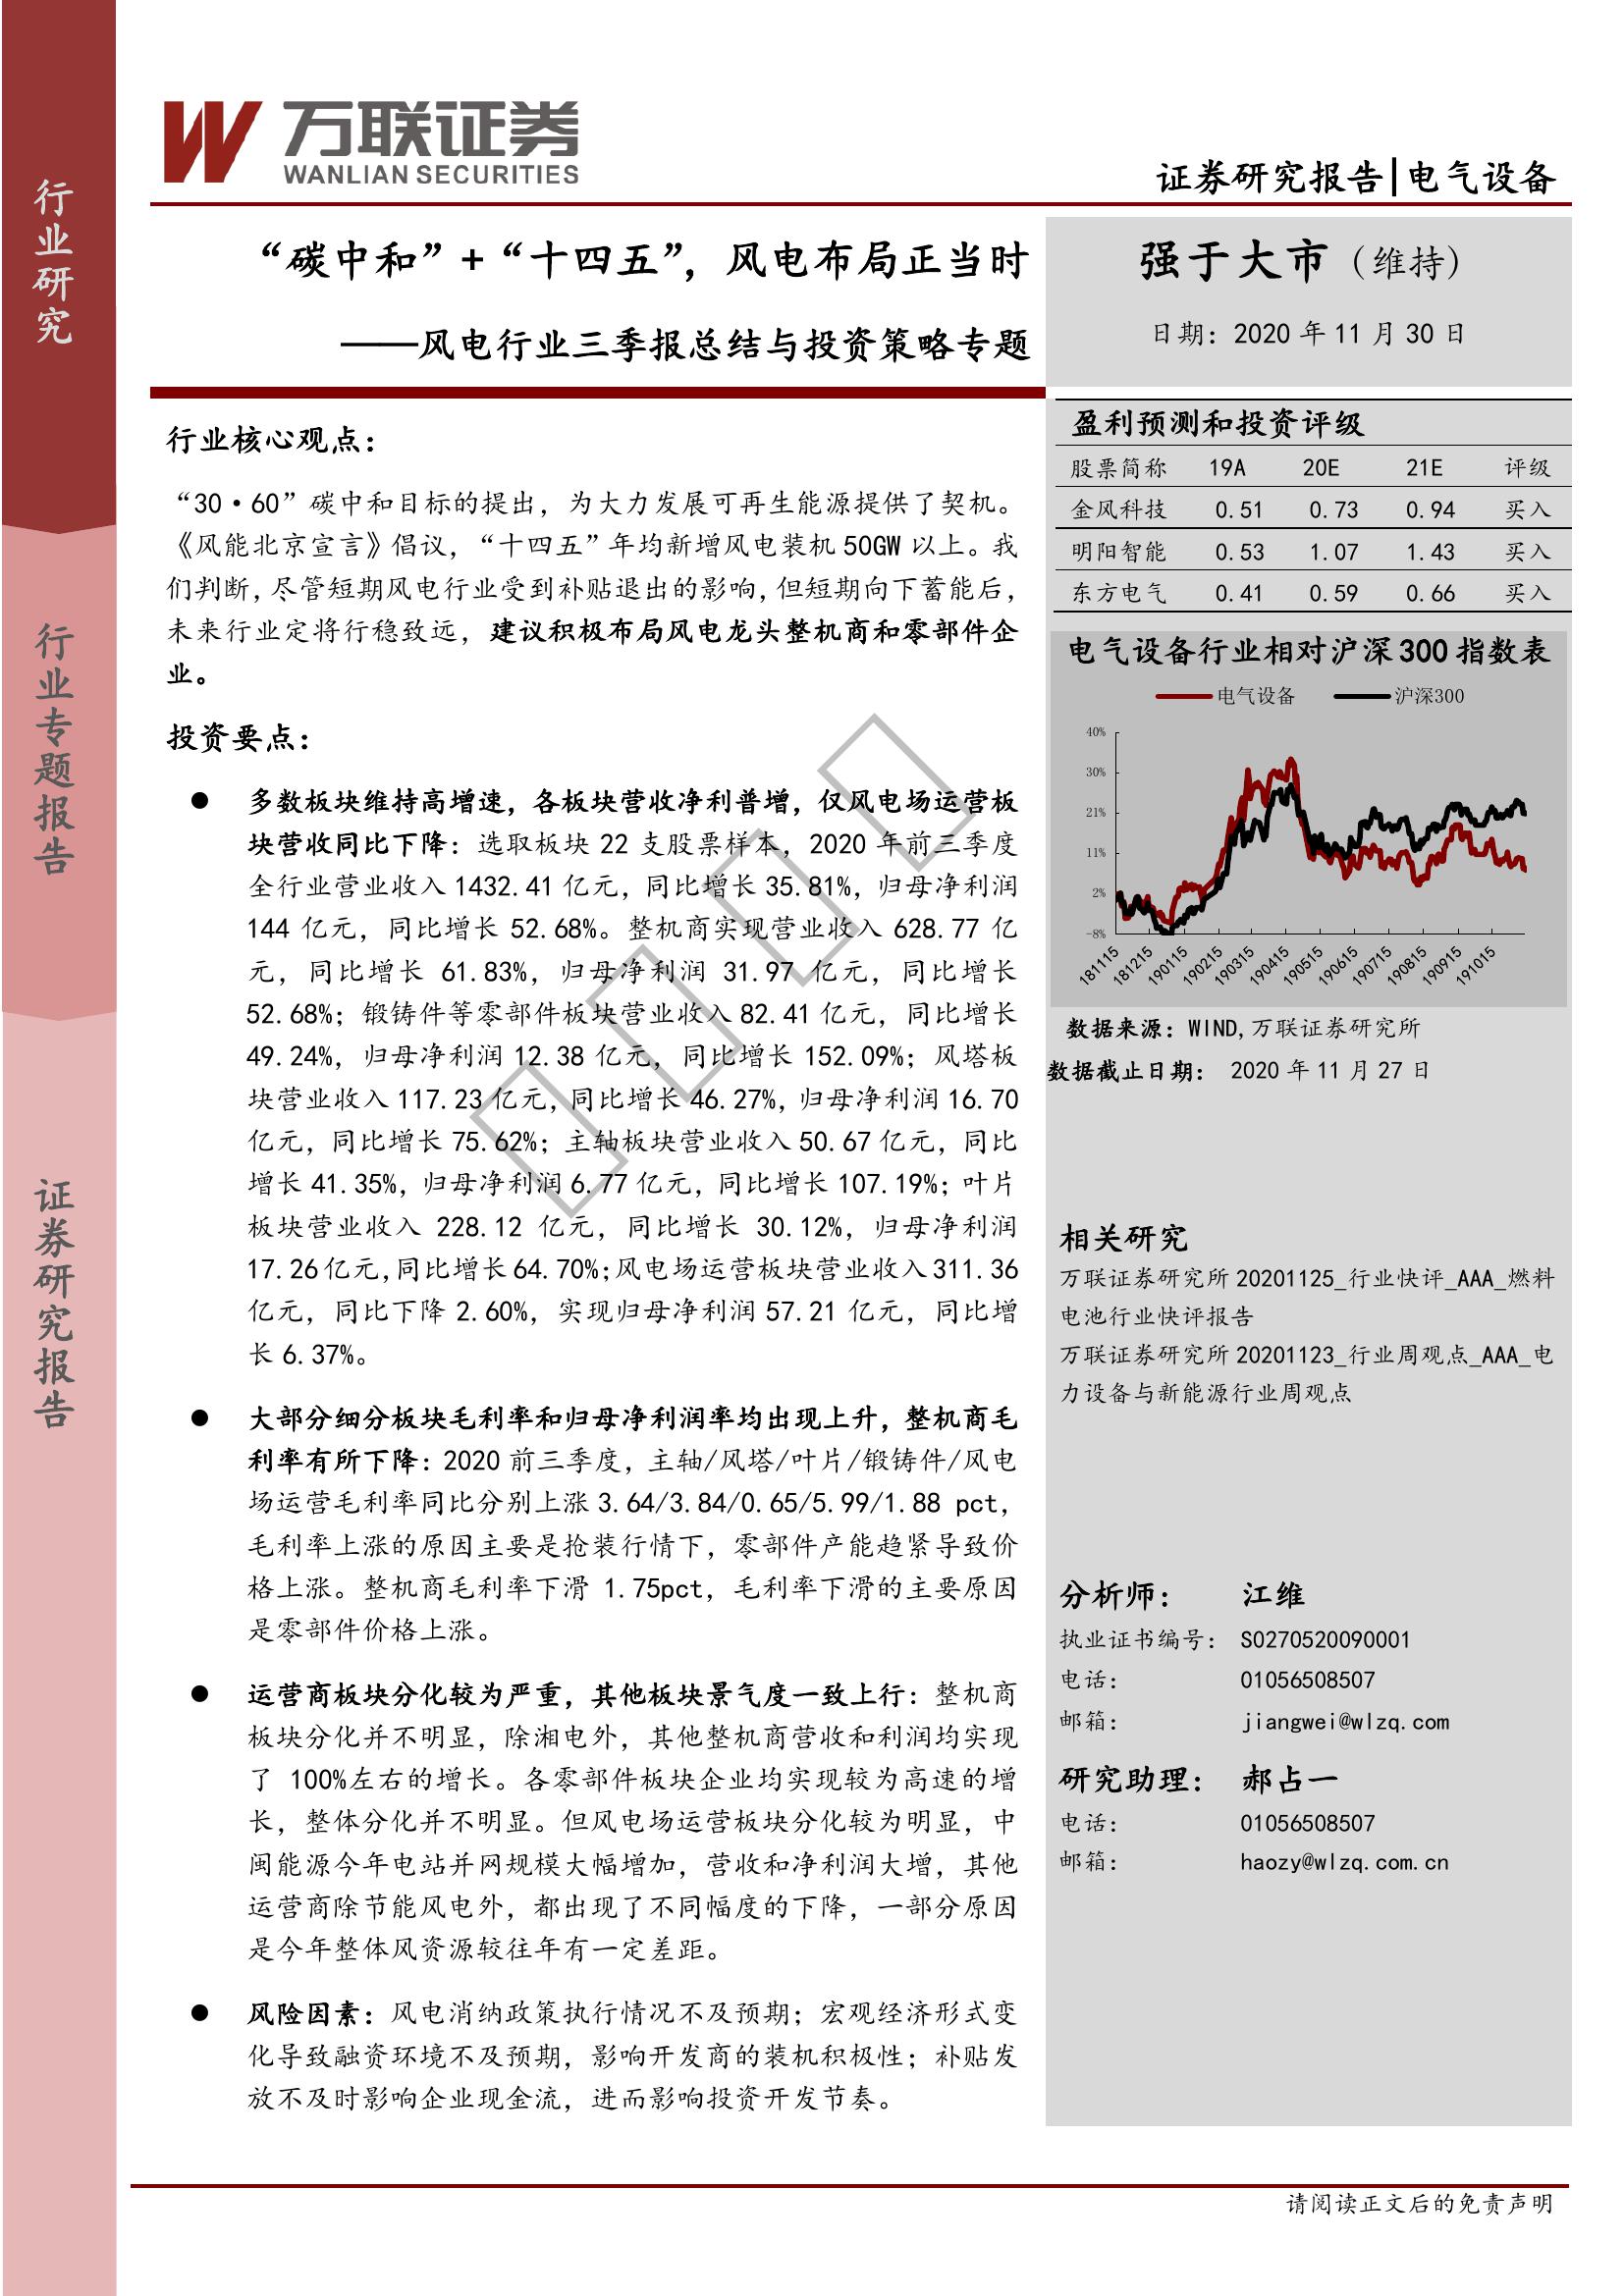 行业研究
行业专题报告
证券研究报告
万联证券
WANLIAN SECURITIES
证券研究报告|电气设备
“碳中和”+“十四五”，风电布局正当时
——风电行业三季报总结与投资策略专题
强于大市（维持）
日期：2020 年 11 月 30 日
行业核心观点：
“30·60”碳中和目标的提出，为大力发展可再生能源提供了契机。
《风能北京宣言》倡议，“十四五”年均新增风电装机 50GW 以上。我
们判断，尽管短期风电行业受到补贴退出的影响，但短期向下蓄能后，
未来行业定将行稳致远，建议积极布局风电龙头整机商和零部件企
业。
投资要点：
● 多数板块维持高增速，各板块营收净利普增，仅风电场运营板
块营收同比下降：选取板块 22 支股票样本，2020 年前三季度
全行业营业收入 1432.41 亿元，同比增长 35.81%，归母净利润
144 亿元，同比增长 52.68%。整机商实现营业收入 628.77 亿
元，同比增长 61.83%，归母净利润 31.97 亿元，同比增长
52.68%；锻铸件等零部件板块营业收入 82.41 亿元，同比增长
49.24%，归母净利润 12.38 亿元，同比增长 152.09%；风塔板
块营业收入 117.23 亿元，同比增长 46.27%，归母净利润 16.70
亿元，同比增长 75.62%；主轴板块营业收入 50.67 亿元，同比
增长 41.35%，归母净利润 6.77 亿元，同比增长 107.19%；叶片
板块营业收入 228.12 亿元，同比增长 30.12%，归母净利润
17.26 亿元，同比增长 64.70%；风电场运营板块营业收入 311.36
亿元，同比下降 2.60%，实现归母净利润 57.21 亿元，同比增
长 6.37%。
● 大部分细分板块毛利率和归母净利润率均出现上升，整机商毛
利率有所下降：2020 前三季度，主轴/风塔/叶片/锻铸件/风电
场运营毛利率同比分别上涨 3.64/3.84/0.65/5.99/1.88 pct，
毛利率上涨的原因主要是抢装行情下，零部件产能趋紧导致价
格上涨。整机商毛利率下滑 1.75pct，毛利率下滑的主要原因
是零部件价格上涨。
● 运营商板块分化较为严重，其他板块景气度一致上行：整机商
板块分化并不明显，除湘电外，其他整机商营收和利润均实现
了 100%左右的增长。各零部件板块企业均实现较为高速的增
长，整体分化并不明显。但风电场运营板块分化较为明显，中
闽能源今年电站并网规模大幅增加，营收和净利润大增，其他
运营商除节能风电外，都出现了不同幅度的下降，一部分原因
是今年整体风资源较往年有一定差距。
● 风险因素：风电消纳政策执行情况不及预期；宏观经济形式变
化导致融资环境不及预期，影响开发商的装机积极性；补贴发
放不及时影响企业现金流，进而影响投资开发节奏。
盈利预测和投资评级
股票简称 19A 20E 21E 评级
金风科技 0.51 0.73 0.94 买入
明阳智能 0.53 1.07 1.43 买入
东方电气 0.41 0.59 0.66 买入
电气设备行业相对沪深 300 指数表
电气设备 沪深300
40%
30%
21%
11%
2%
-8%
181115 181215 190115 190215 190315 190415 190515 190615 190715 190815 190915 191015
数据来源：WIND,万联证券研究所
数据截止日期： 2020 年 11 月 27 日
相关研究
万联证券研究所 20201125_行业快评_AAA_燃料
电池行业快评报告
万联证券研究所 20201123_行业周观点_AAA_电
力设备与新能源行业周观点
分析师： 江维
执业证书编号： S0270520090001
电话： 01056508507
邮箱： jiangwei@wlzq.com
研究助理： 郝占一
电话： 01056508507
邮箱： haozy@wlzq.com.cn
请阅读正文后的免责声明